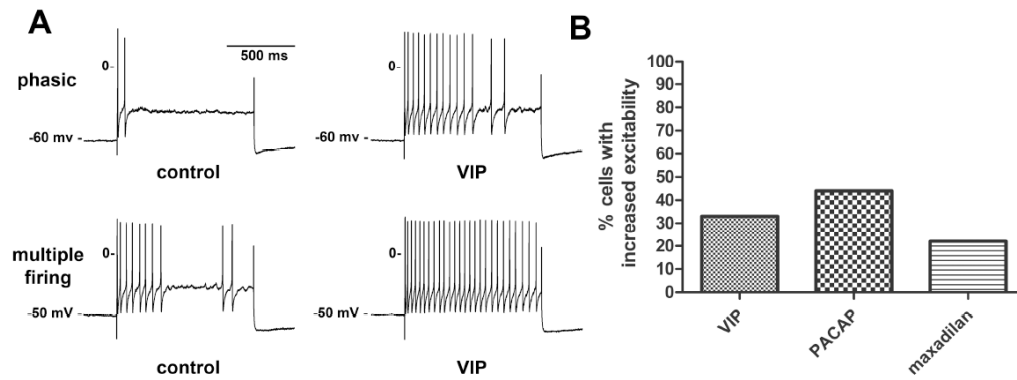 A
B
500 ms
phasic
0-
-60 mv -
control
0-
-60 mv -
VIP
multiple
firing
0-
-50 mV -
control
0-
-50 mV -
VIP
% cells with
increased excitability
100
90
80
70
60
50
40
30
20
10
0
VIP
PACAP
maxadilan